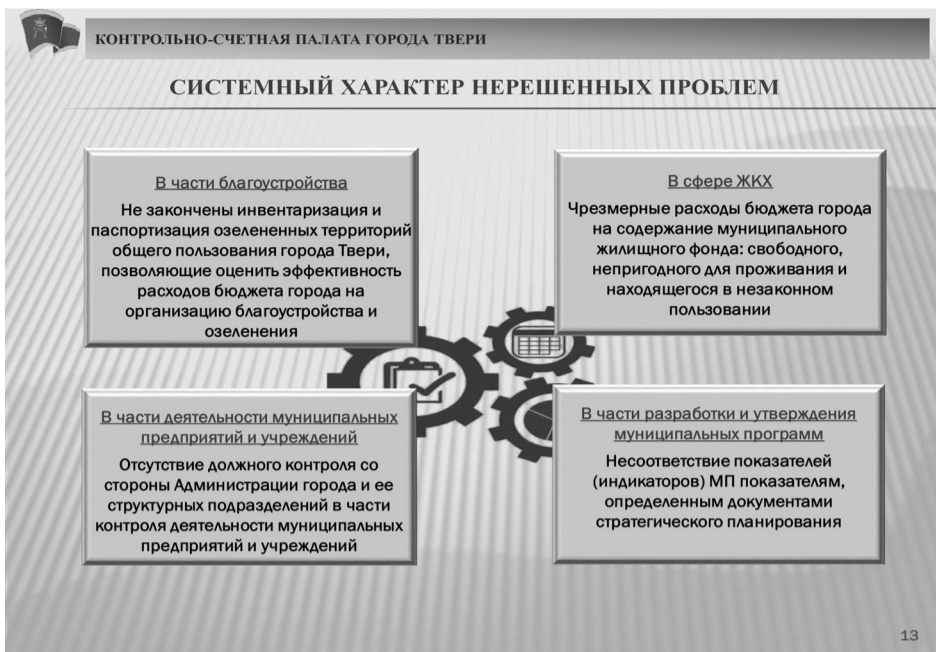 КОНТРОЛЬНО-СЧЕТНАЯ ПАЛАТА ГОРОДА ТВЕРИ
СИСТЕМНЫЙ ХАРАКТЕР НЕРЕШЕННЫХ ПРОБЛЕМ
В части благоустройства
Не закончены инвентаризация и
паспортизация озелененных территорий
общего пользования города Твери,
позволяющие оценить эффективность
расходов бюджета города на
организацию благоустройства и
озеленения
В сфере ЖКХ
Чрезмерные расходы бюджета города
на содержание муниципального
жилищного фонда: свободного,
непригодного для проживания и
находящегося в незаконном
пользовании
В части деятельности муниципальных
предприятий и учреждений
Отсутствие должного контроля со
стороны Администрации города и ее
структурных подразделений в части
контроля деятельности муниципальных
предприятий и учреждений
В части разработки и утверждения
муниципальных программ
Несоответствие показателей
(индикаторов) МП показателям,
определенным документами
стратегического планирования
13